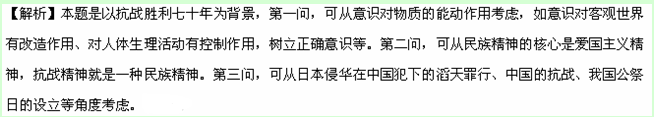 【解析】本题是以抗战胜利七十年为背景，第一问，可从意识对物质的能动作用考虑，如意识对客观世界
有改造作用、对人体生理活动有控制作用，树立正确意识等。第二问，可从民族精神的核心是爱国主义精
神，抗战精神就是一种民族精神。第三问，可从日本侵华在中国犯下的滔天罪行、中国的抗战、我国公祭
日的设立等角度考虑。